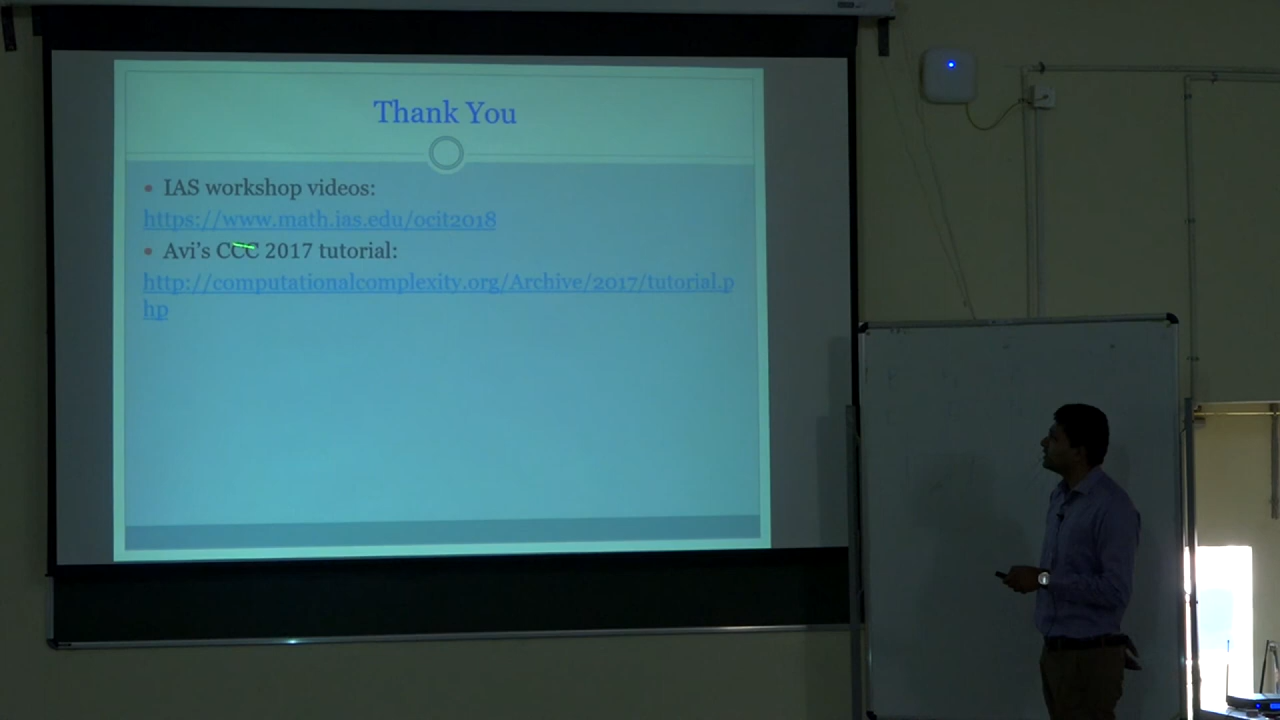 Thank You
• IAS workshop videos:
https://www.math.ias.edu/ocit2018
• Avi's CCC 2017 tutorial:
http://computationalcomplexity.org/Archive/2017/tutorial.p
hp